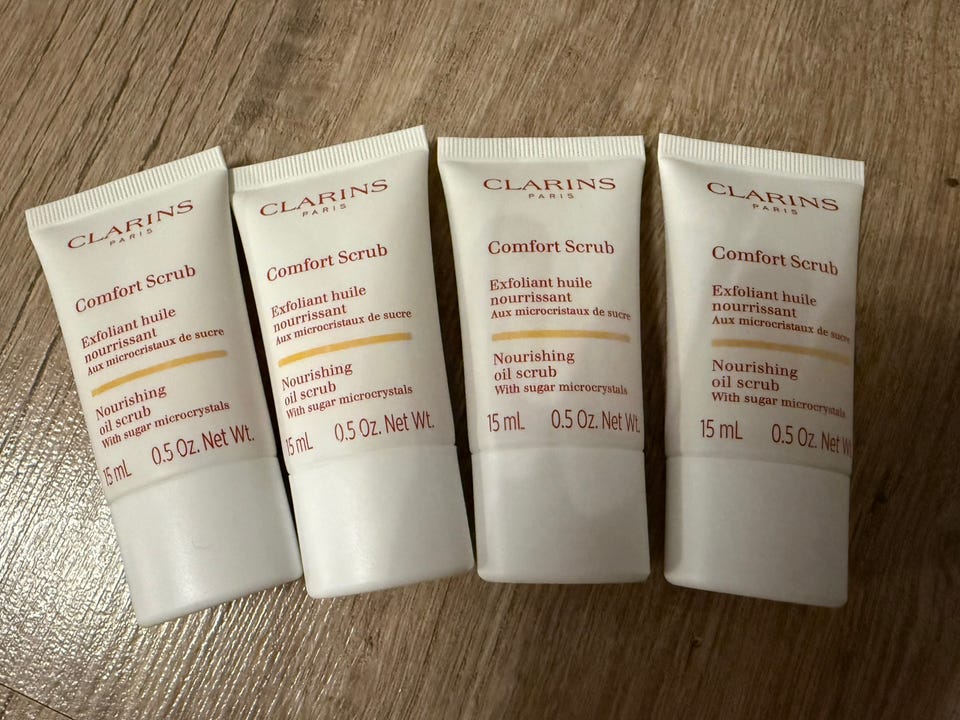 CLARINS
PARIS
Comfort Scrub
Exfoliant huile
nourrissant
Aux microcristaux de sucre
Nourishing
oil scrub
With sugar microcrystals
15 mL 0.5 Oz. Net Wt.
CLARINS
PARIS
Comfort Scrub
Exfoliant huile
nourrissant
Aux microcristaux de sucre
Nourishing
oil scrub
With sugar microcrystals
15 mL 0.5 Oz. Net Wt.
CLARINS
PARIS
Comfort Scrub
Exfoliant huile
nourrissant
Aux microcristaux de sucre
Nourishing
oil scrub
With sugar microcrystals
15 mL 0.5 Oz. Net Wt.
CLARINS
PARIS
Comfort Scrub
Exfoliant huile
nourrissant
Aux microcristaux de sucre
Nourishing
oil scrub
With sugar microcrystals
15 mL 0.5 Oz. Net W